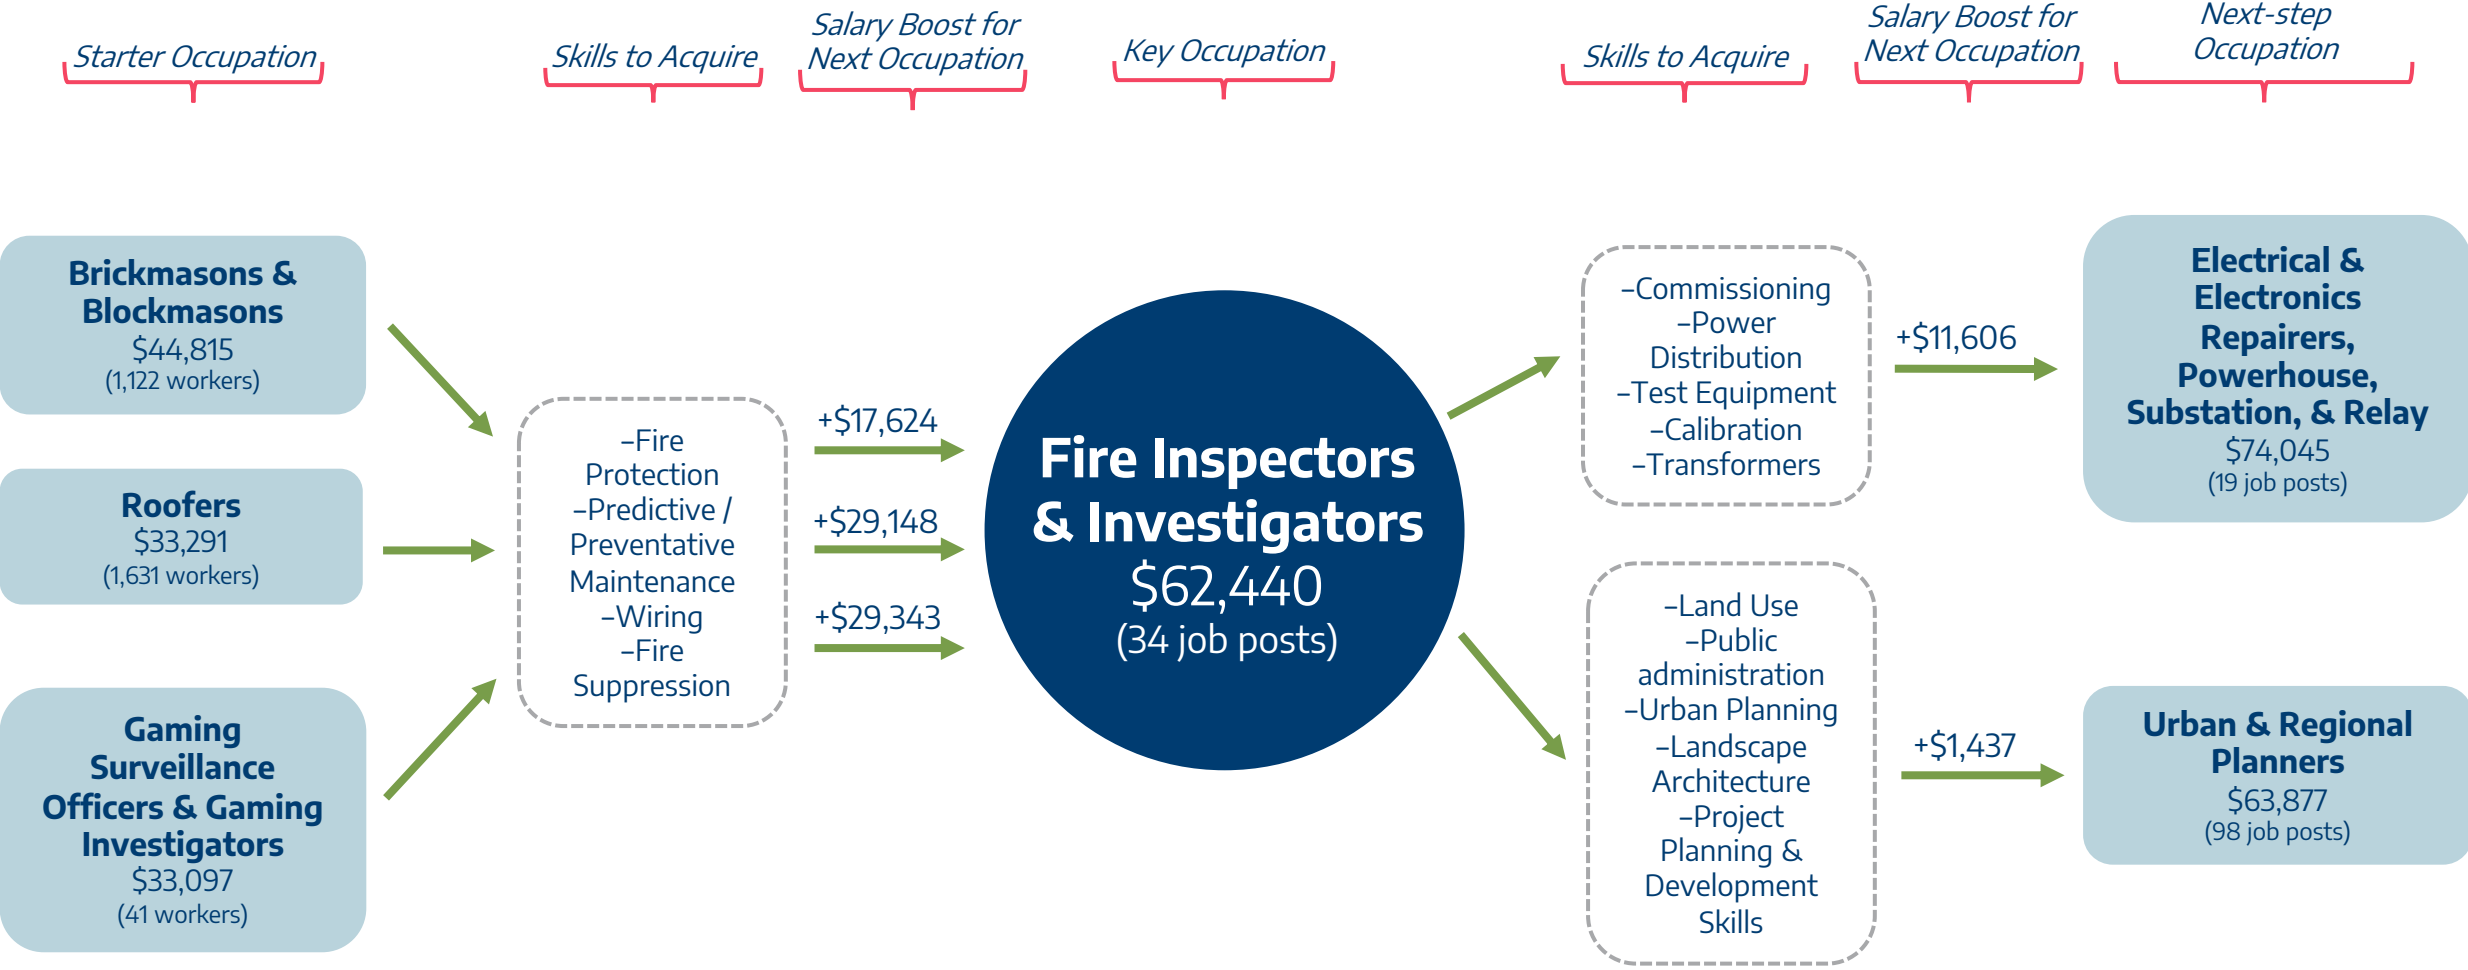 Starter Occupation
Skills to Acquire
Salary Boost for
Next Occupation
Key Occupation
Skills to Acquire
Salary Boost for
Next Occupation
Next-step
Occupation
Brickmasons &
Blockmasons
$44,815
(1,122 workers)
Roofers
$33,291
(1,631 workers)
Gaming
Surveillance
Officers & Gaming
Investigators
$33,097
(41 workers)
–Fire
Protection
–Predictive /
Preventative
Maintenance
–Wiring
–Fire
Suppression
+$17,624
+$29,148
+$29,343
Fire Inspectors
& Investigators
$62,440
(34 job posts)
–Commissioning
–Power
Distribution
–Test Equipment
–Calibration
–Transformers
+$11,606
Electrical &
Electronics
Repairers,
Powerhouse,
Substation, & Relay
$74,045
(19 job posts)
–Land Use
–Public
administration
–Urban Planning
–Landscape
Architecture
–Project
Planning &
Development
Skills
+$1,437
Urban & Regional
Planners
$63,877
(98 job posts)